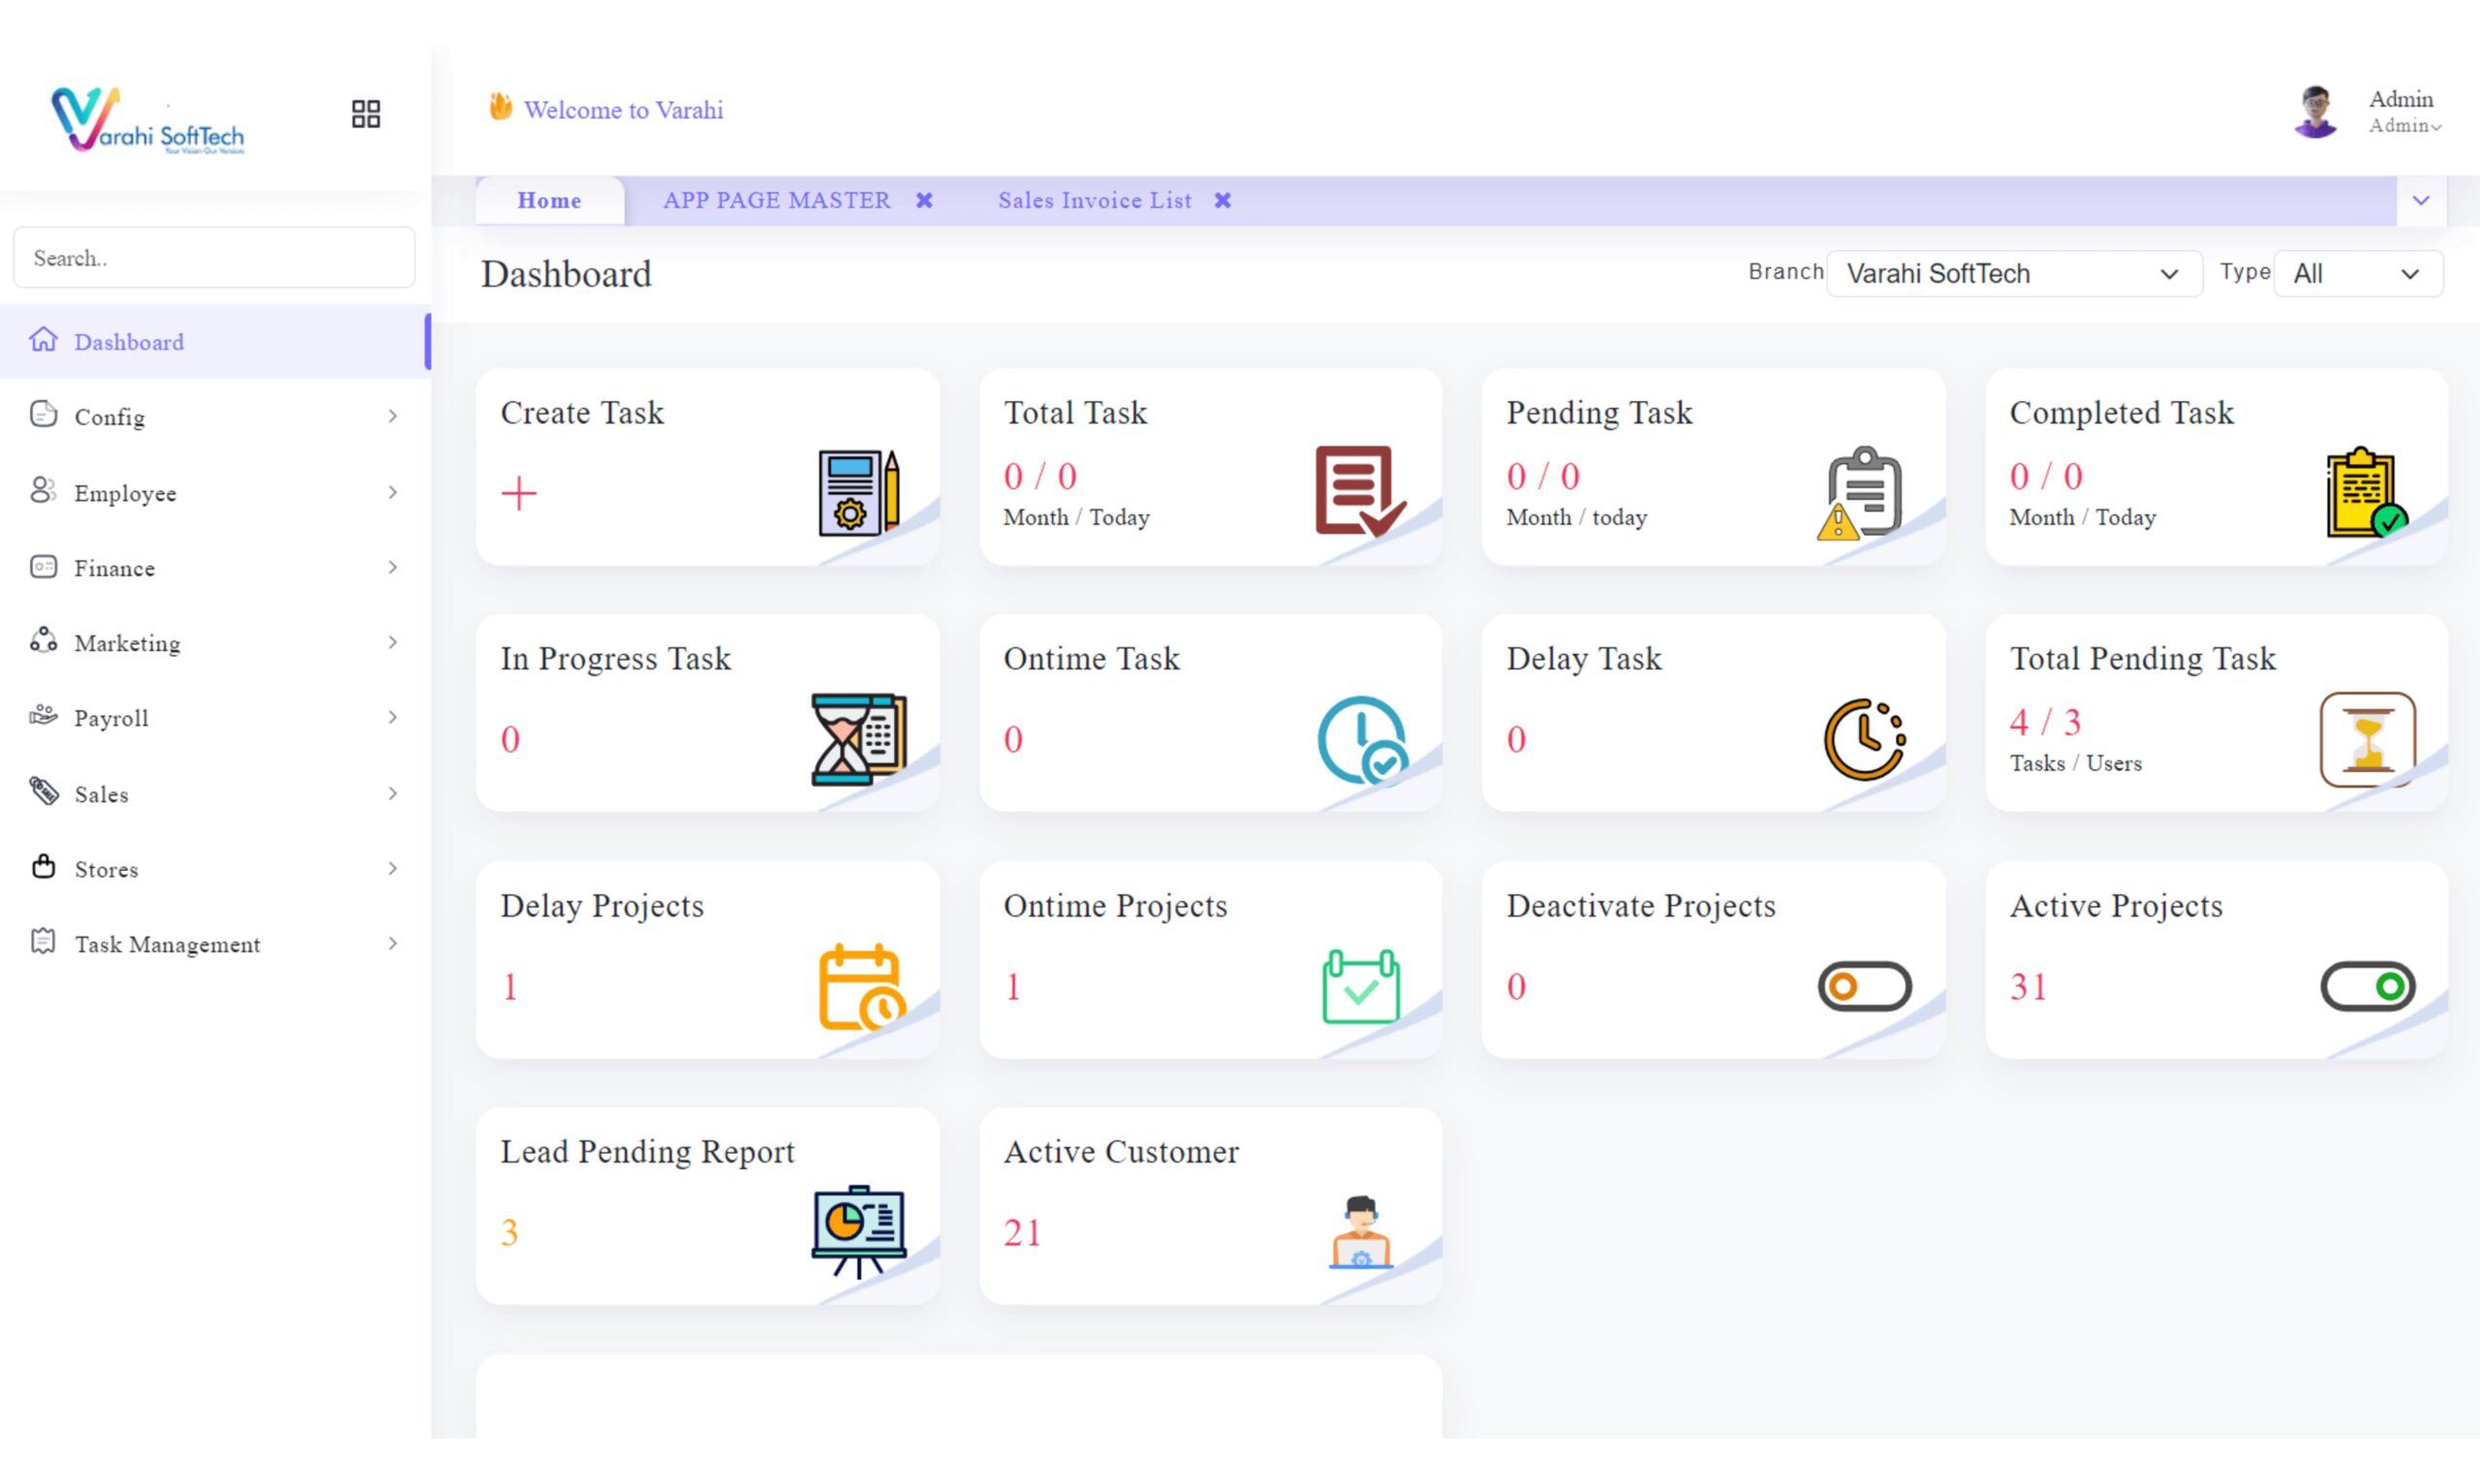 Varahi SoftTech
Your Vision Our Version
Welcome to Varahi
Admin
Admin
Home
APP PAGE MASTER
Sales Invoice List
Search..
Dashboard
Branch
Varahi SoftTech
Type
All
Dashboard
Config
Employee
Finance
Marketing
Payroll
Sales
Stores
Task Management
Create Task
+
Total Task
0 / 0
Month / Today
Pending Task
0 / 0
Month / today
Completed Task
0 / 0
Month / Today
In Progress Task
0
Ontime Task
0
Delay Task
0
Total Pending Task
4 / 3
Tasks / Users
Delay Projects
1
Ontime Projects
1
Deactivate Projects
0
Active Projects
31
Lead Pending Report
3
Active Customer
21